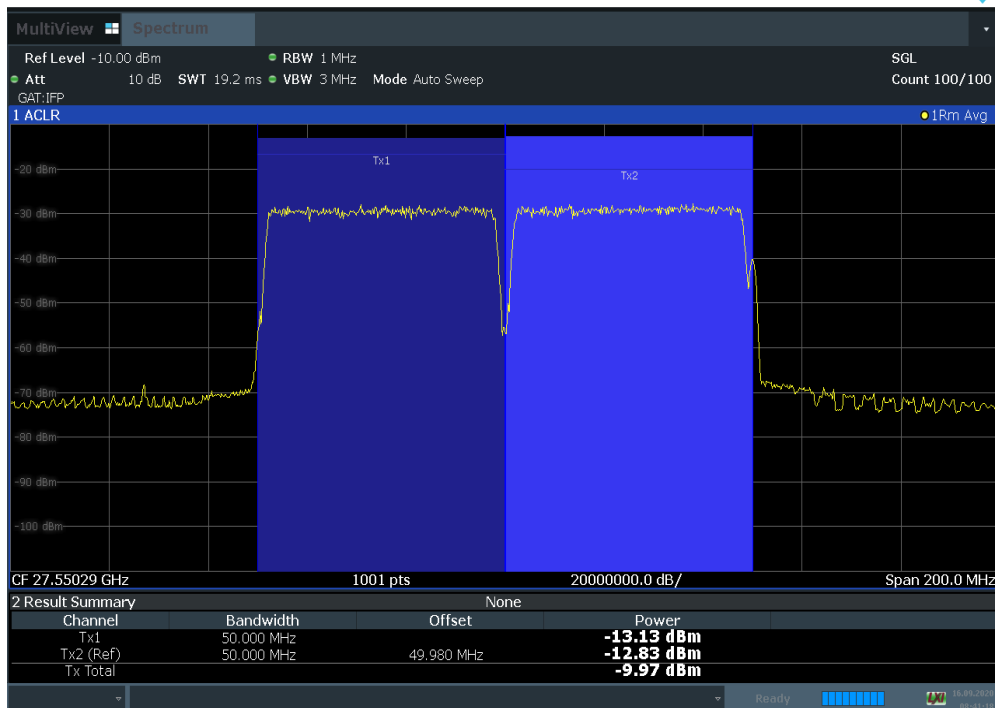 MultiView Spectrum
Ref Level -10.00 dBm RBW 1 MHz SGL
Att 10 dB SWT 19.2 ms VBW 3 MHz Mode Auto Sweep Count 100/100
GAT:IFP
1 ACLR 1Rm Avg
Tx1
Tx2
-20 dBm
-30 dBm
-40 dBm
-50 dBm
-60 dBm
-70 dBm
-80 dBm
-90 dBm
-100 dBm
CF 27.55029 GHz 1001 pts 20000000.0 dB/ Span 200.0 MHz
2 Result Summary None
Channel Bandwidth Offset Power
Tx1 50.000 MHz -13.13 dBm
Tx2 (Ref) 50.000 MHz 49.980 MHz -12.83 dBm
Tx Total -9.97 dBm
Ready LXI 16.09.2020